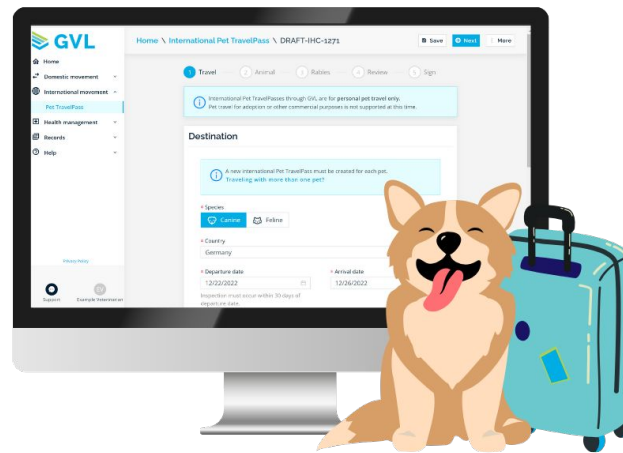 GVL
Home \ International Pet TravelPass \ DRAFT-IHC-1271
Save
Next
More
Home
Domestic movement
International movement
Pet TravelPass
Health management
Records
Help
1 Travel
2 Animal
3 Rabies
4 Review
5 Sign
International Pet TravelPasses through GVL are for personal pet travel only.
Pet travel for adoption or other commercial purposes is not supported at this time.
Destination
A new International Pet TravelPass must be created for each pet.
Traveling with more than one pet?
* Species
Canine
Feline
* Country
Germany
* Departure date
* Arrival date
12/22/2022
12/26/2022
Inspection must occur within 30 days of
departure date.
Privacy Policy
GV
Support
Example Veterinarian